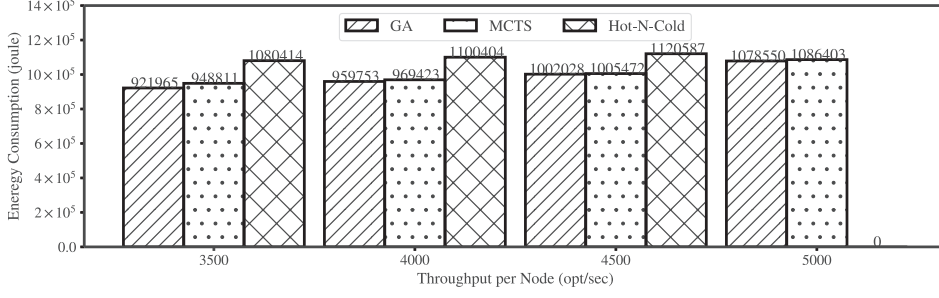 14×10⁵
12×10⁵
10×10⁵
8×10⁵
6×10⁵
4×10⁵
2×10⁵
0.0
Eneregy Consumption (joule)
GA MCTS Hot-N-Cold
921965 948811 1080414
959753 969423 1100404
1002028 1005472 1120587
1078550 1086403 0
3500 4000 4500 5000
Throughput per Node (opt/sec)